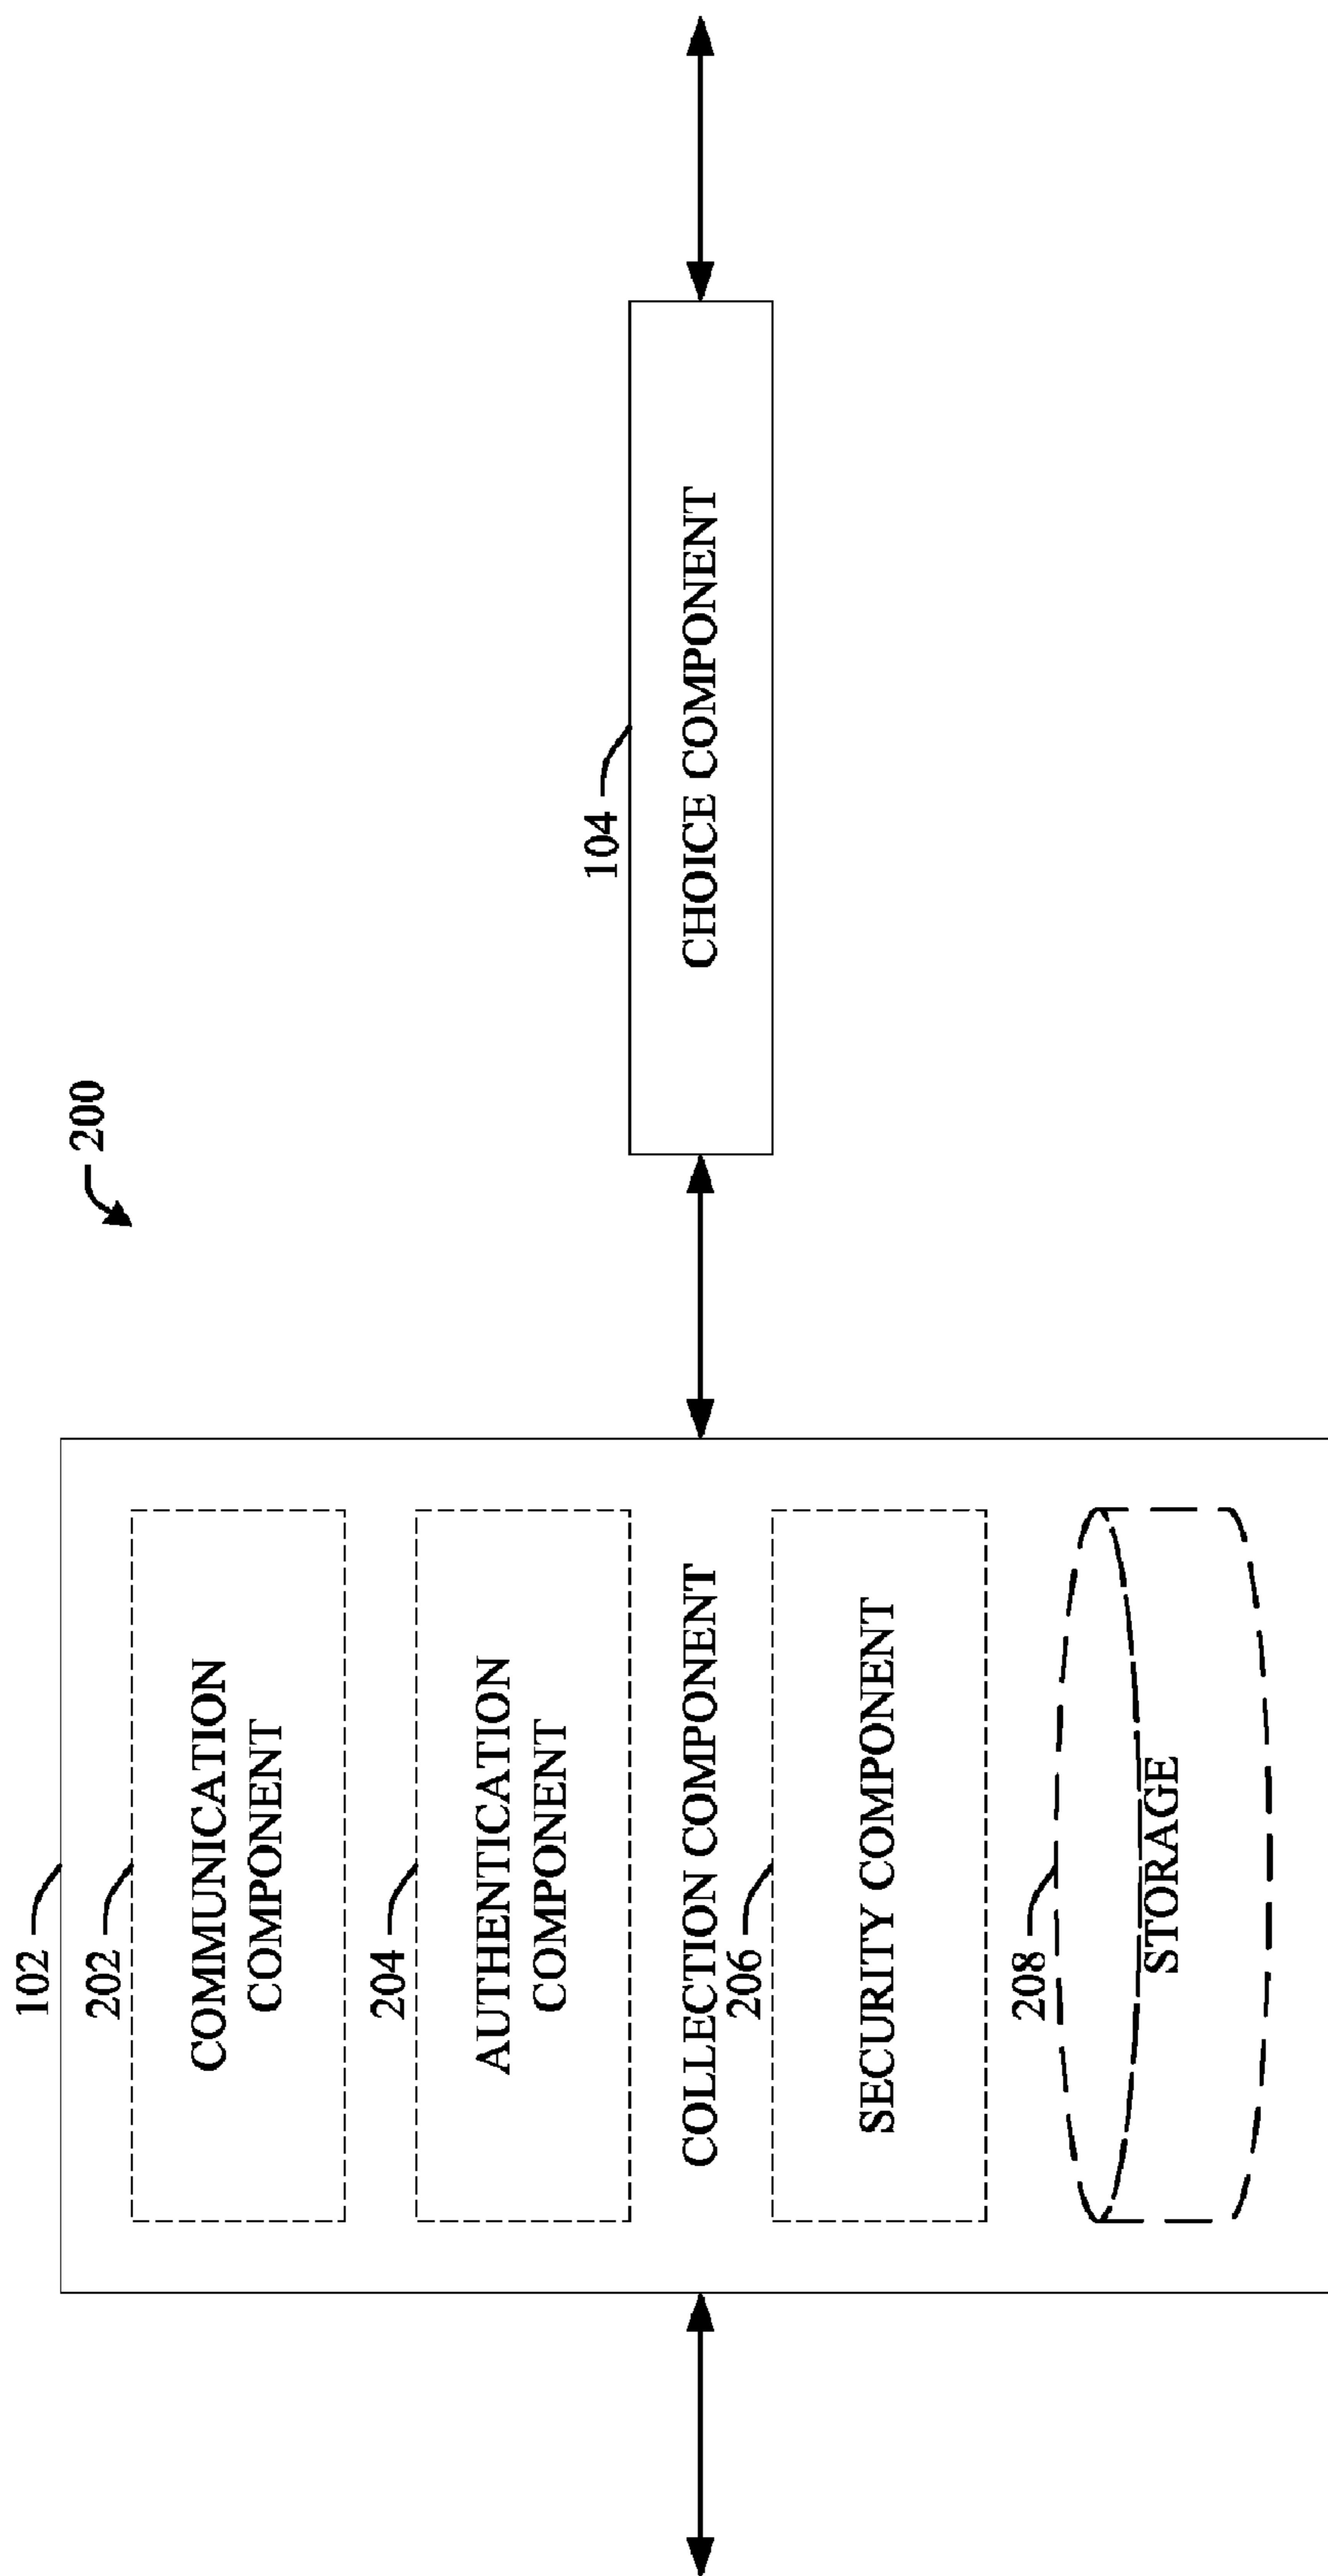 200
102
202
COMMUNICATION
COMPONENT
204
AUTHENTICATION
COMPONENT
COLLECTION COMPONENT
206
SECURITY COMPONENT
208
STORAGE
104
CHOICE COMPONENT